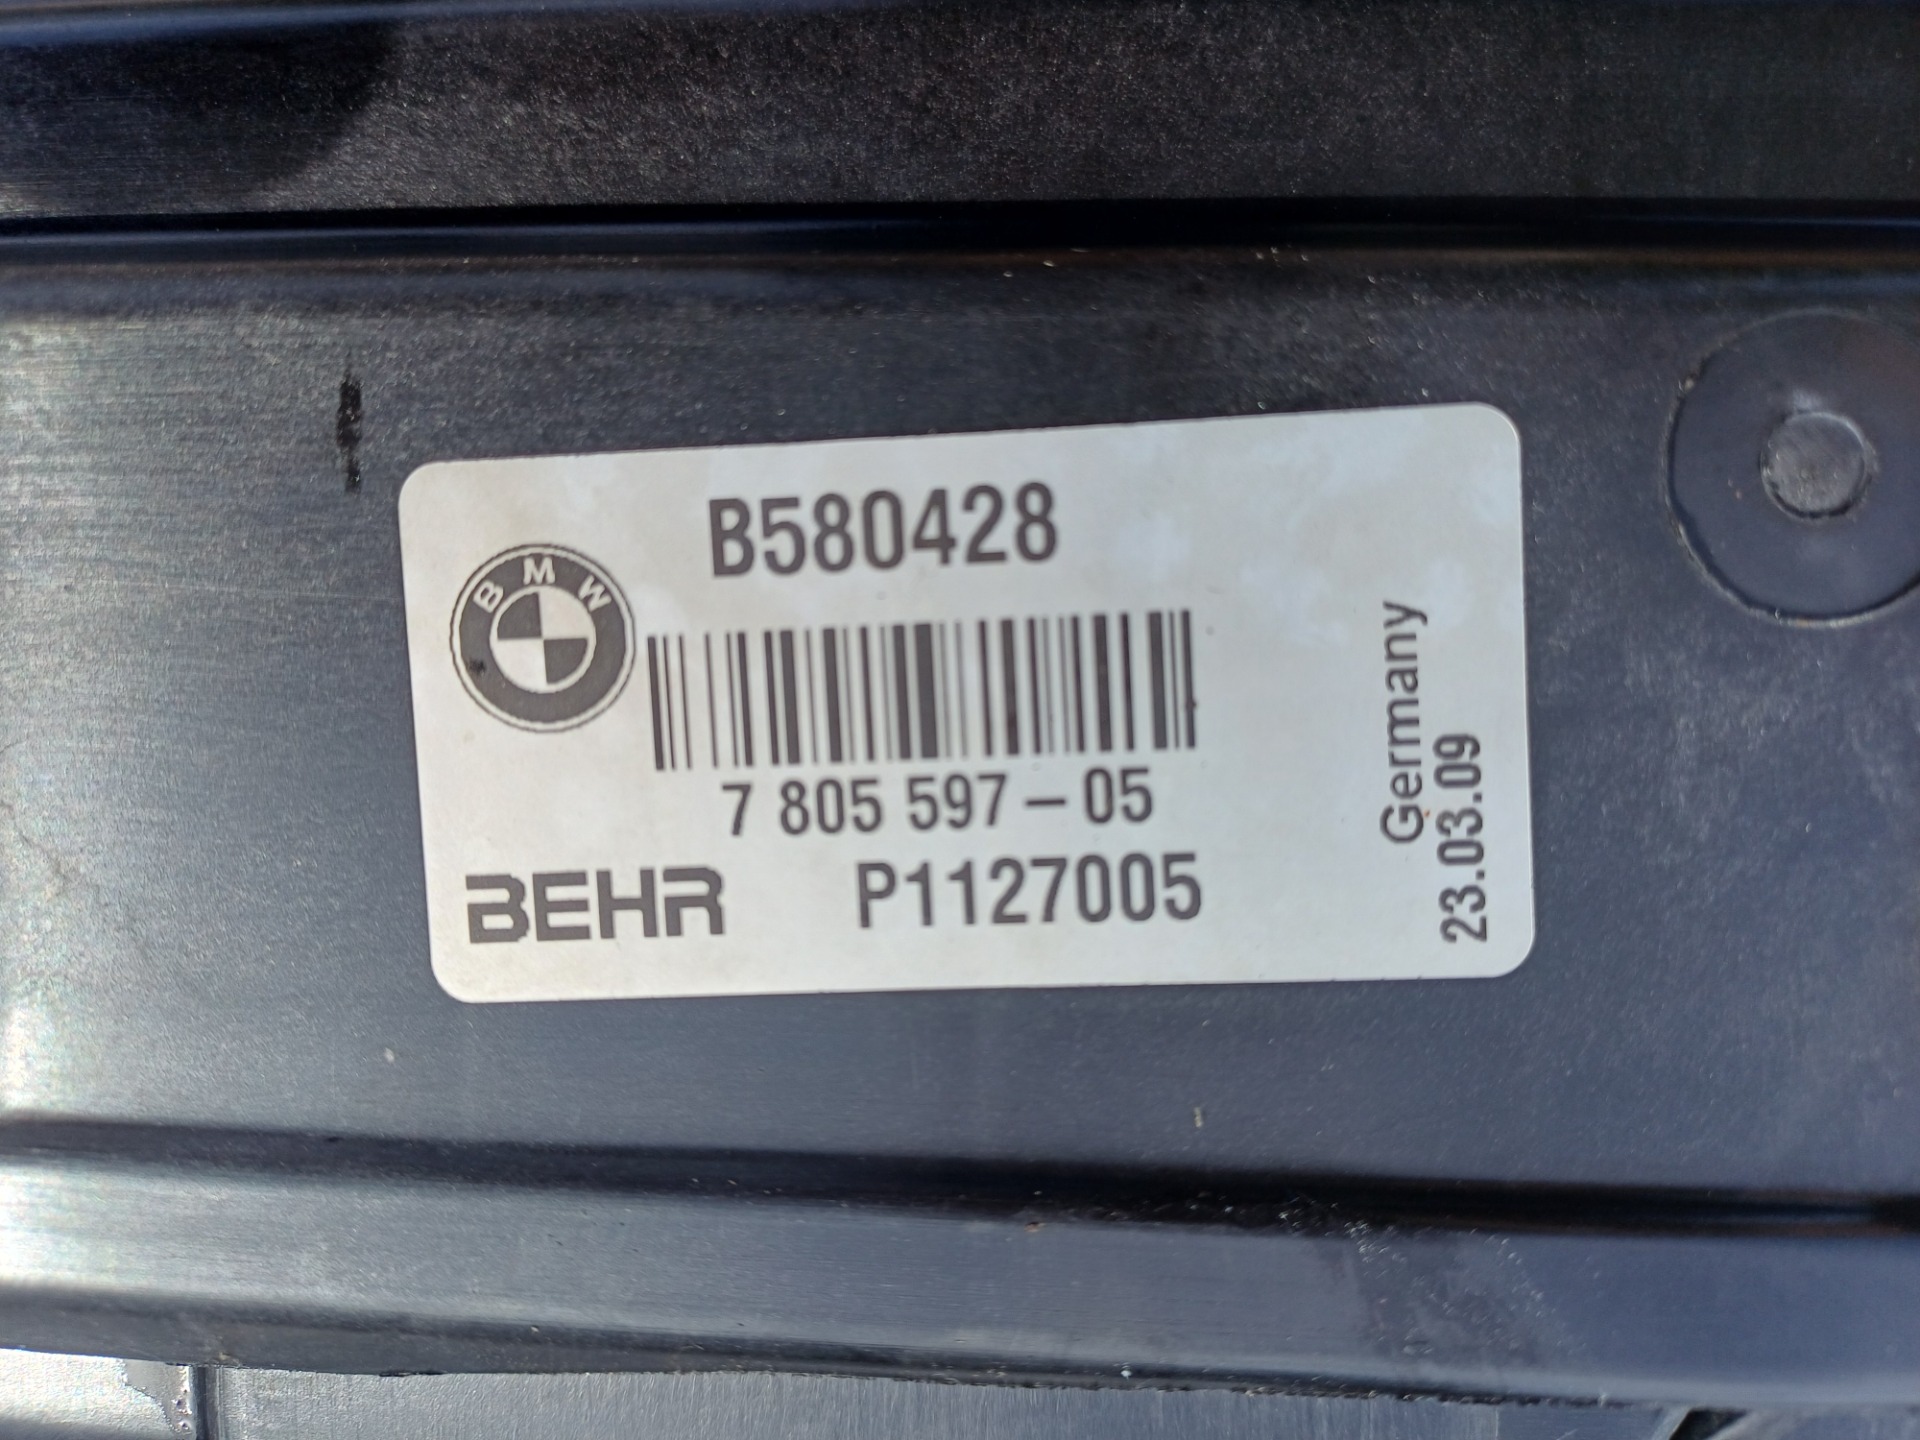 B580428
BMW
7 805 597-05
BEHR P1127005
Germany
23.03.09